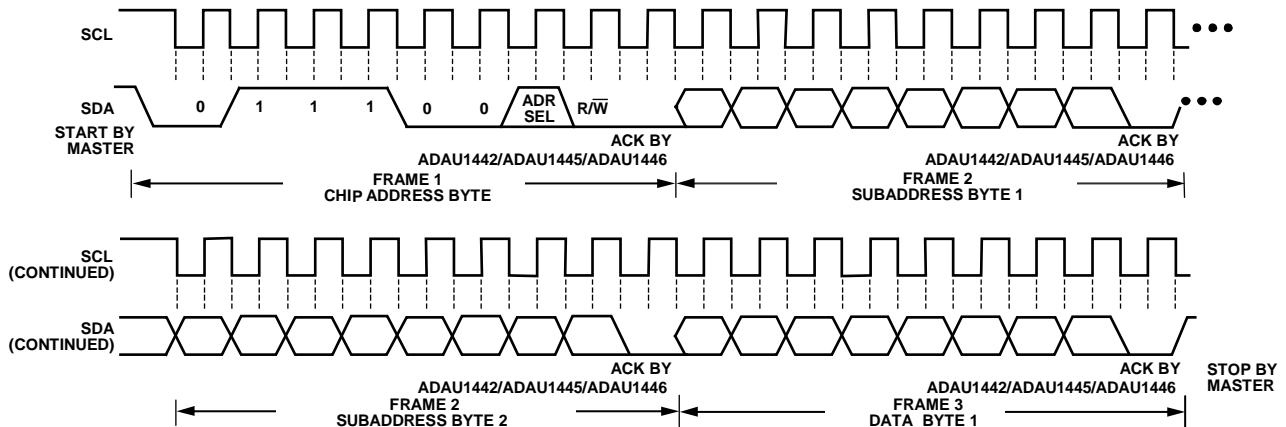 SCL
SDA
0 1 1 1 0 0 ADR SEL R/W̅
START BY
MASTER
ACK BY
ADAU1442/ADAU1445/ADAU1446
ACK BY
ADAU1442/ADAU1445/ADAU1446
FRAME 1
CHIP ADDRESS BYTE
FRAME 2
SUBADDRESS BYTE 1
SCL
(CONTINUED)
SDA
(CONTINUED)
ACK BY
ADAU1442/ADAU1445/ADAU1446
ACK BY
ADAU1442/ADAU1445/ADAU1446
STOP BY
MASTER
FRAME 2
SUBADDRESS BYTE 2
FRAME 3
DATA BYTE 1